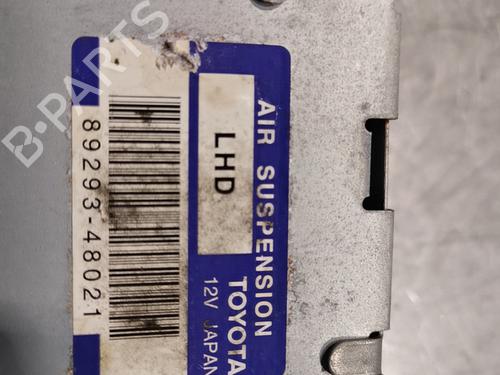 AIR SUSPENSION
TOYOTA
12V JAPAN
LHD
89293-48021
B-PARTS